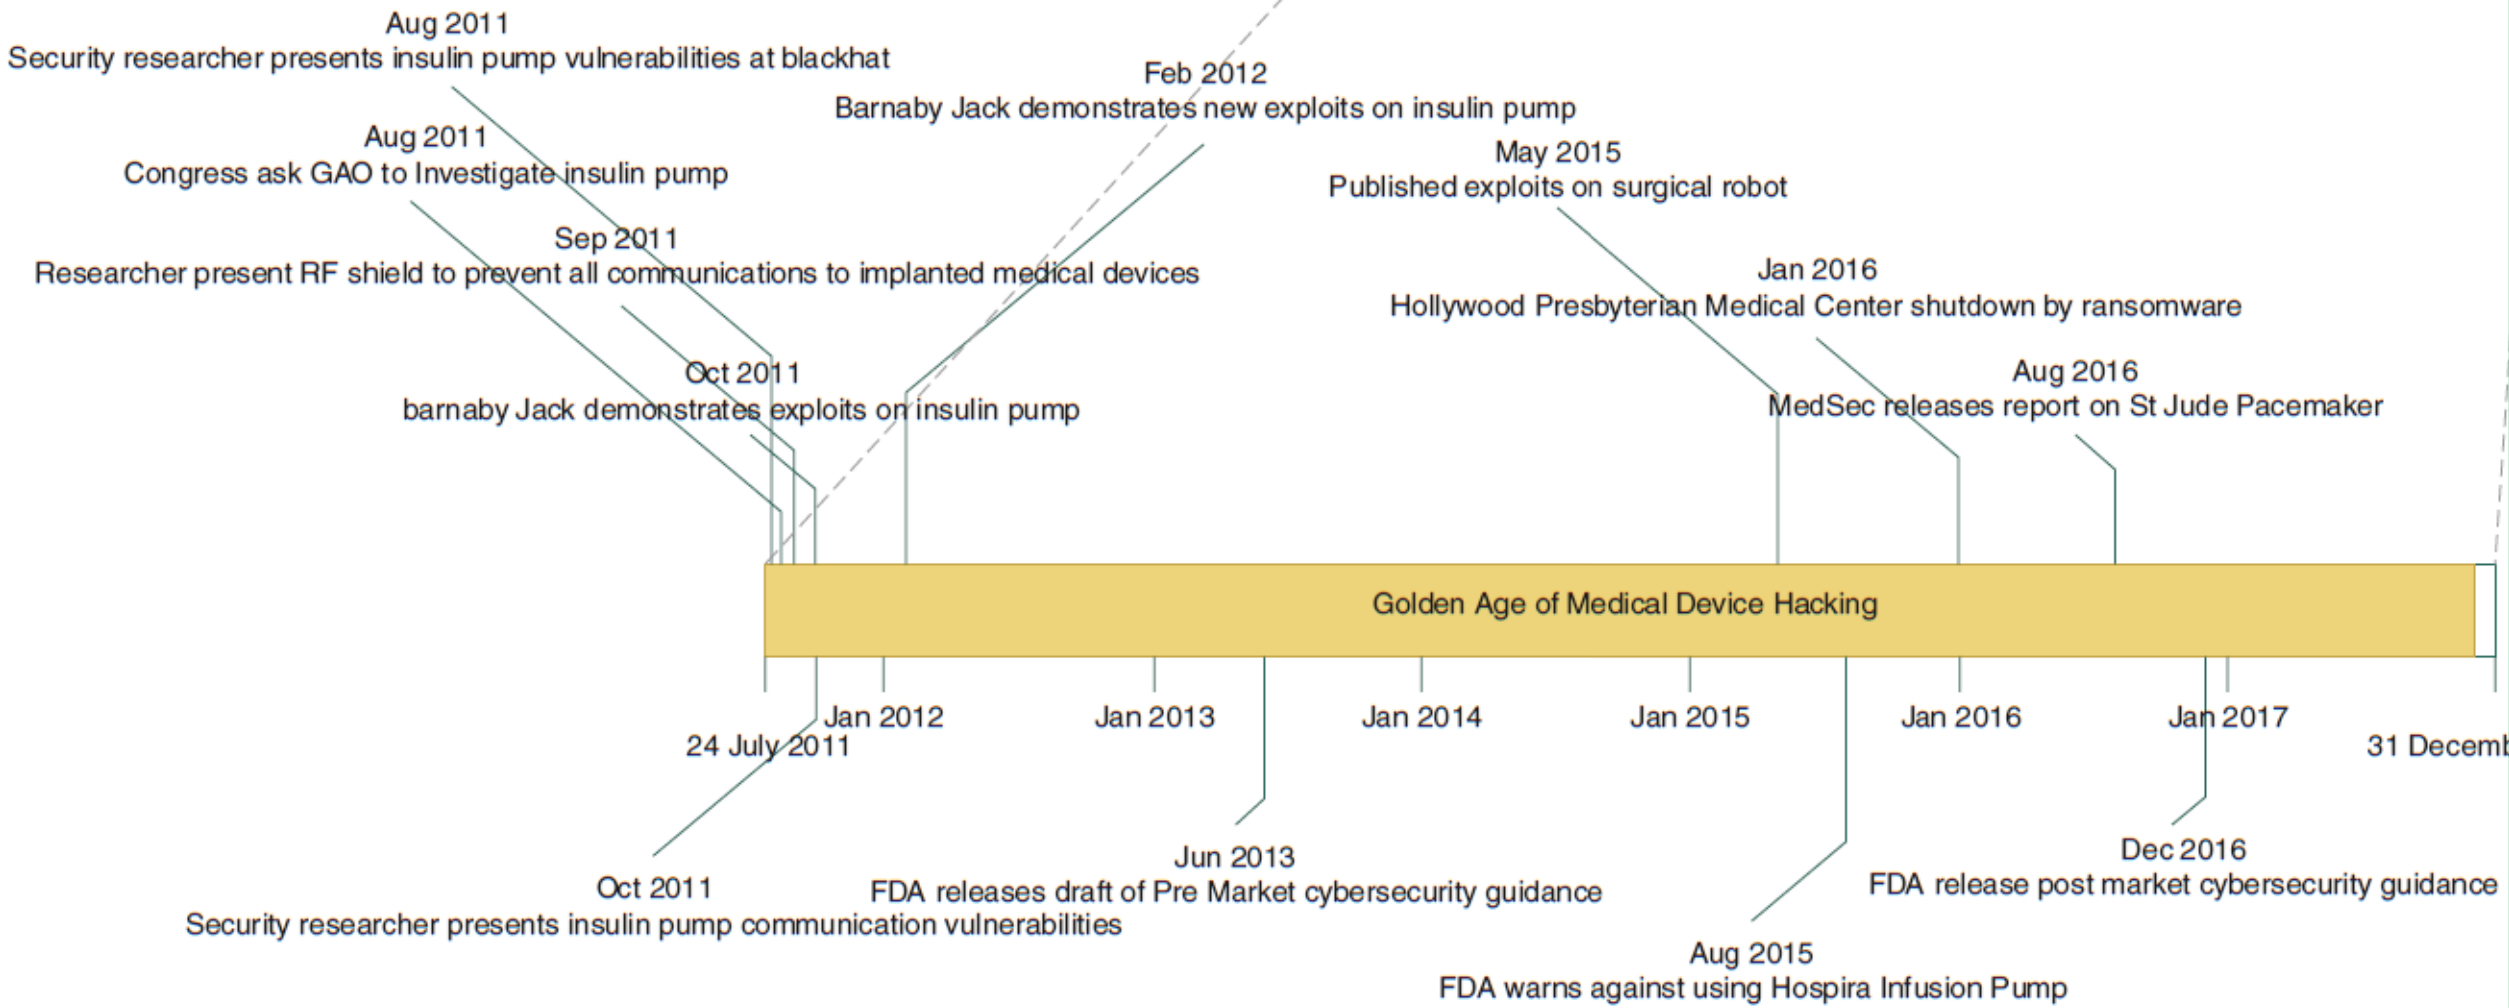 Aug 2011
Security researcher presents insulin pump vulnerabilities at blackhat
Feb 2012
Barnaby Jack demonstrates new exploits on insulin pump
Aug 2011
Congress ask GAO to Investigate insulin pump
May 2015
Published exploits on surgical robot
Sep 2011
Researcher present RF shield to prevent all communications to implanted medical devices
Jan 2016
Hollywood Presbyterian Medical Center shutdown by ransomware
Oct 2011
barnaby Jack demonstrates exploits on insulin pump
Aug 2016
MedSec releases report on St Jude Pacemaker
Golden Age of Medical Device Hacking
Jan 2012
Jan 2013
Jan 2014
Jan 2015
Jan 2016
Jan 2017
24 July 2011
31 Decemb
Oct 2011
Security researcher presents insulin pump communication vulnerabilities
Jun 2013
FDA releases draft of Pre Market cybersecurity guidance
Dec 2016
FDA release post market cybersecurity guidance
Aug 2015
FDA warns against using Hospira Infusion Pump